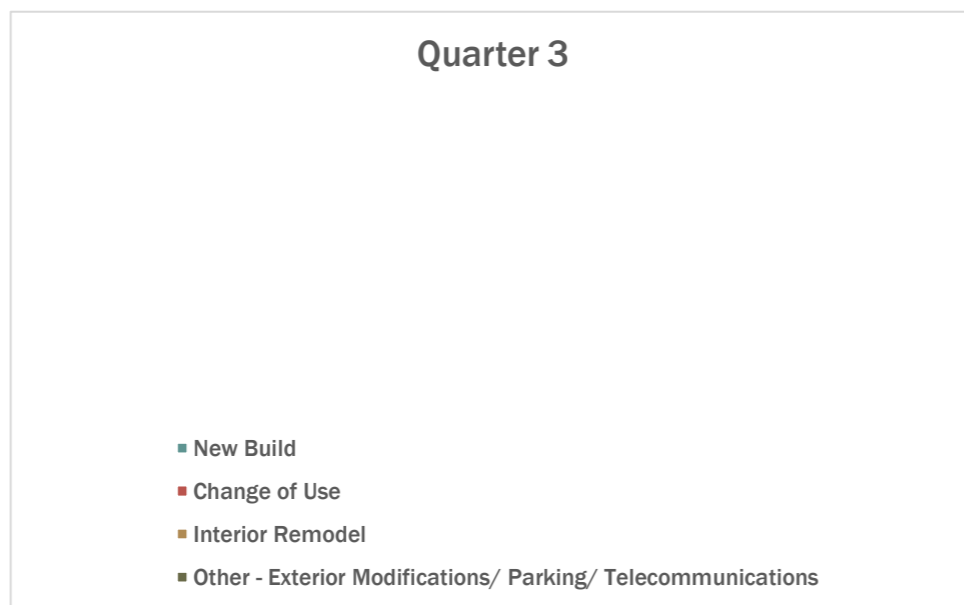 Quarter 3
New Build
Change of Use
Interior Remodel
Other - Exterior Modifications/ Parking/ Telecommunications